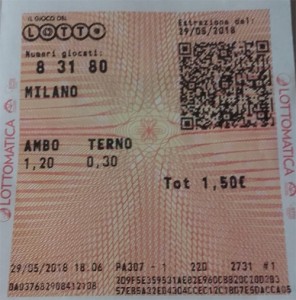 IL GIOCO DEL
LOTTO
Estrazione del:
29/05/2018
Numeri giocati:
8 31 80
MILANO
AMBO TERNO
1,20 0,30
Tot 1,50€
LOTTOMATICA
LOTTOMATICA
29/05/2018 18.06 PA307 - 1 220 2731 #1